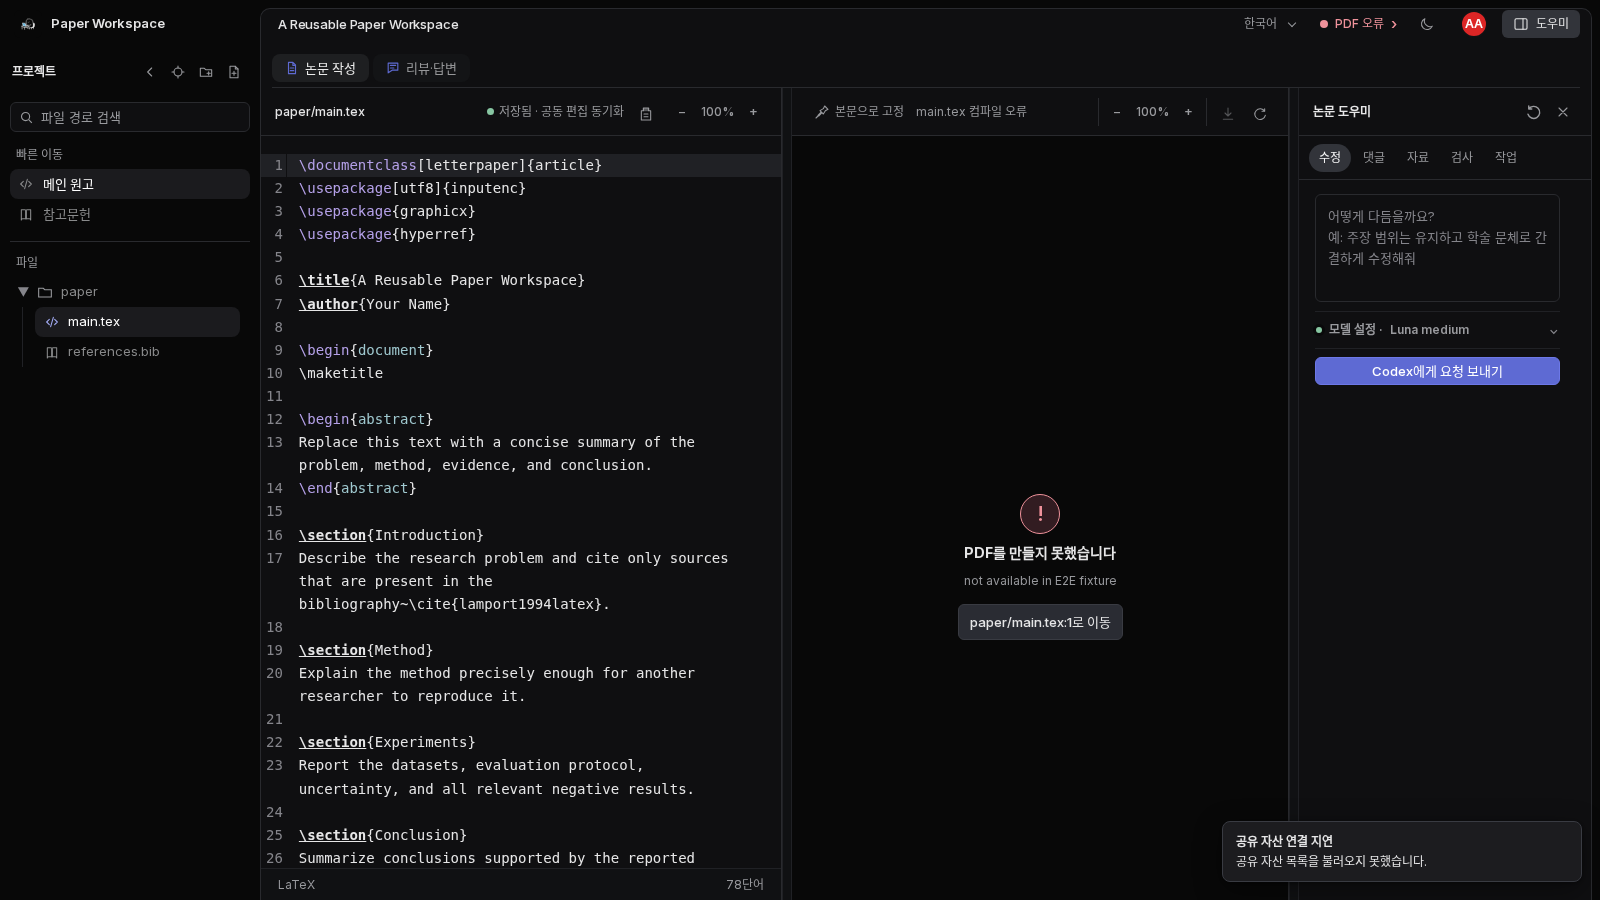 Paper Workspace
A Reusable Paper Workspace
한국어
PDF 오류
AA
도우미
프로젝트
논문 작성
리뷰·답변
파일 경로 검색
빠른 이동
메인 원고
참고문헌
파일
paper
main.tex
references.bib
paper/main.tex
저장됨 · 공동 편집 동기화
− 100% +
1 \documentclass[letterpaper]{article}
2 \usepackage[utf8]{inputenc}
3 \usepackage{graphicx}
4 \usepackage{hyperref}
5
6 \title{A Reusable Paper Workspace}
7 \author{Your Name}
8
9 \begin{document}
10 \maketitle
11
12 \begin{abstract}
13 Replace this text with a concise summary of the
problem, method, evidence, and conclusion.
14 \end{abstract}
15
16 \section{Introduction}
17 Describe the research problem and cite only sources
that are present in the
bibliography~\cite{lamport1994latex}.
18
19 \section{Method}
20 Explain the method precisely enough for another
researcher to reproduce it.
21
22 \section{Experiments}
23 Report the datasets, evaluation protocol,
uncertainty, and all relevant negative results.
24
25 \section{Conclusion}
26 Summarize conclusions supported by the reported
LaTeX
78단어
본문으로 고정
main.tex 컴파일 오류
− 100% +
!
PDF를 만들지 못했습니다
not available in E2E fixture
paper/main.tex:1로 이동
논문 도우미
수정
댓글
자료
검사
작업
어떻게 다듬을까요?
예: 주장 범위는 유지하고 학술 문체로 간
결하게 수정해줘
모델 설정 · Luna medium
Codex에게 요청 보내기
공유 자산 연결 지연
공유 자산 목록을 불러오지 못했습니다.